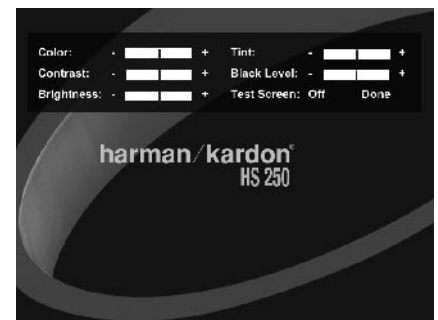 Color: - + Tint: - +
Contrast: - + Black Level: - +
Brightness: - + Test Screen: Off Done
harman/kardon®
HS 250